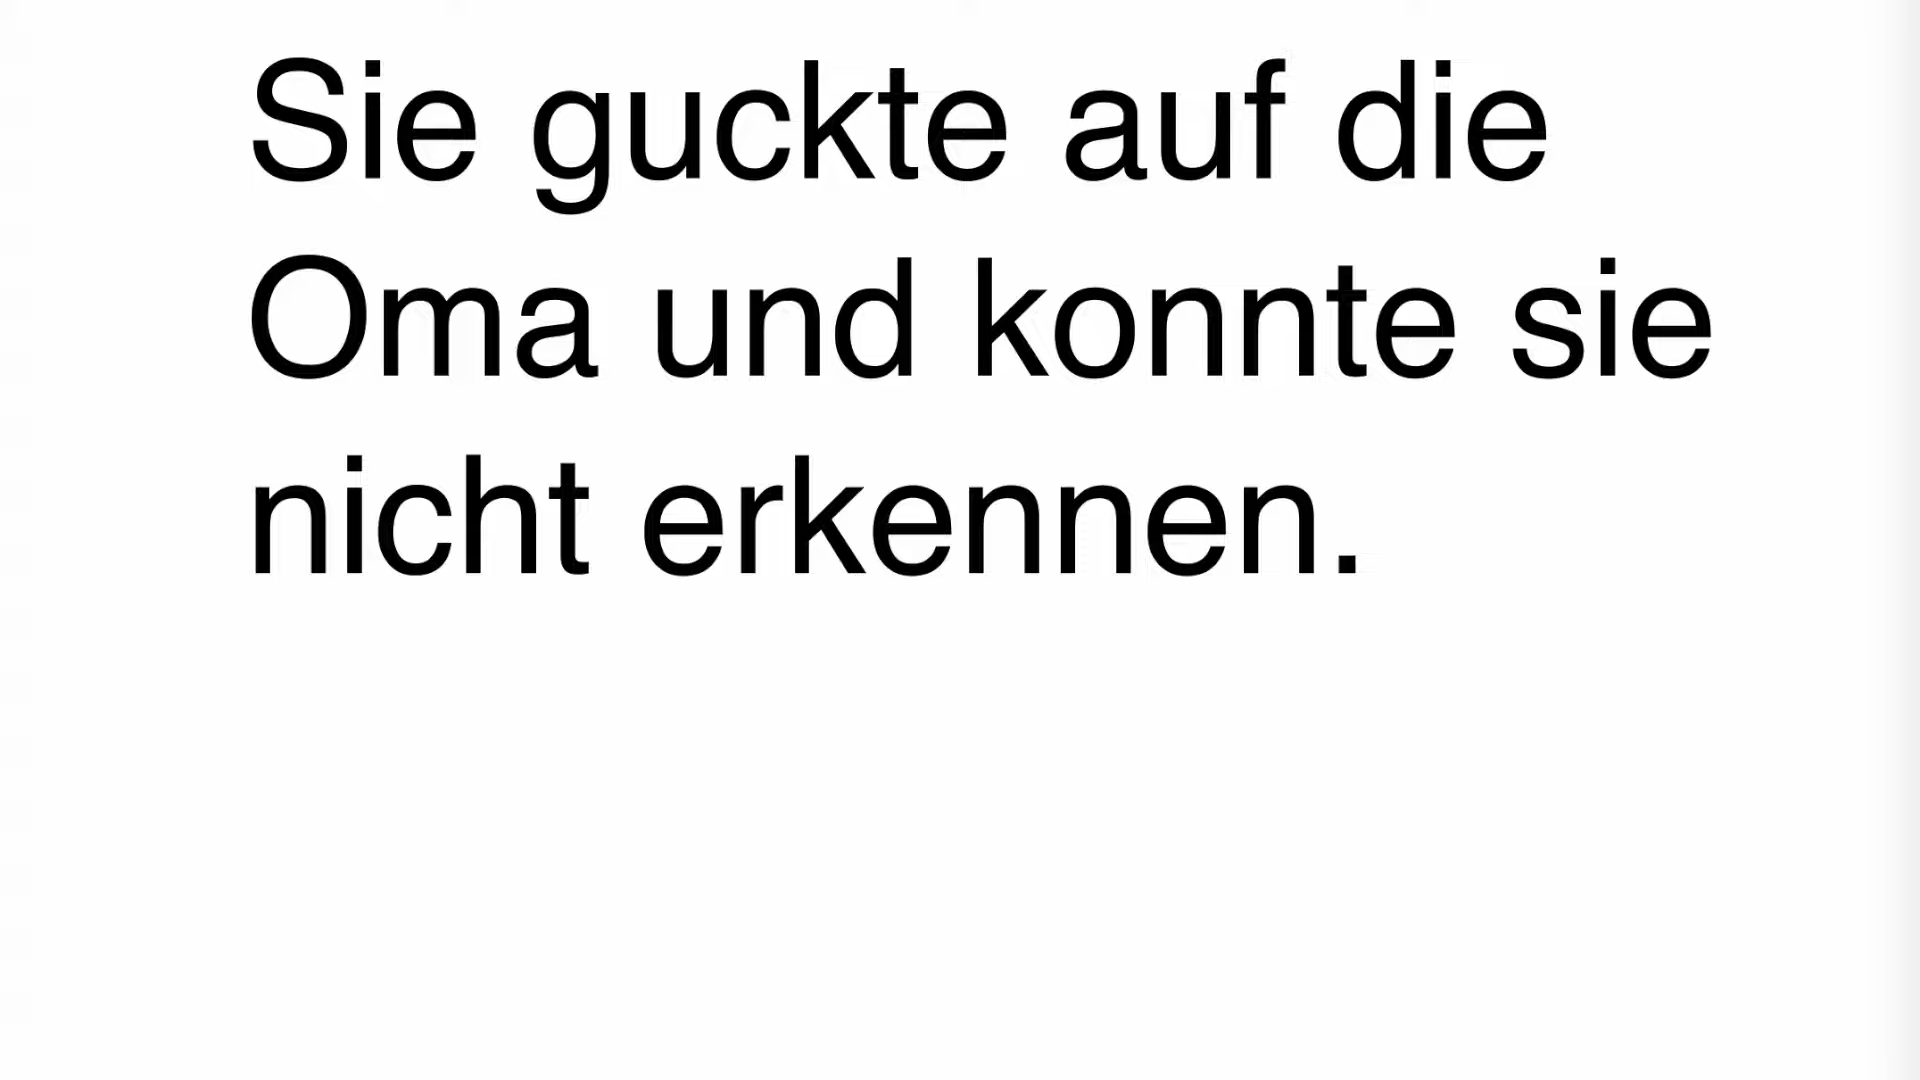 Sie guckte auf die
Oma und konnte sie
nicht erkennen.